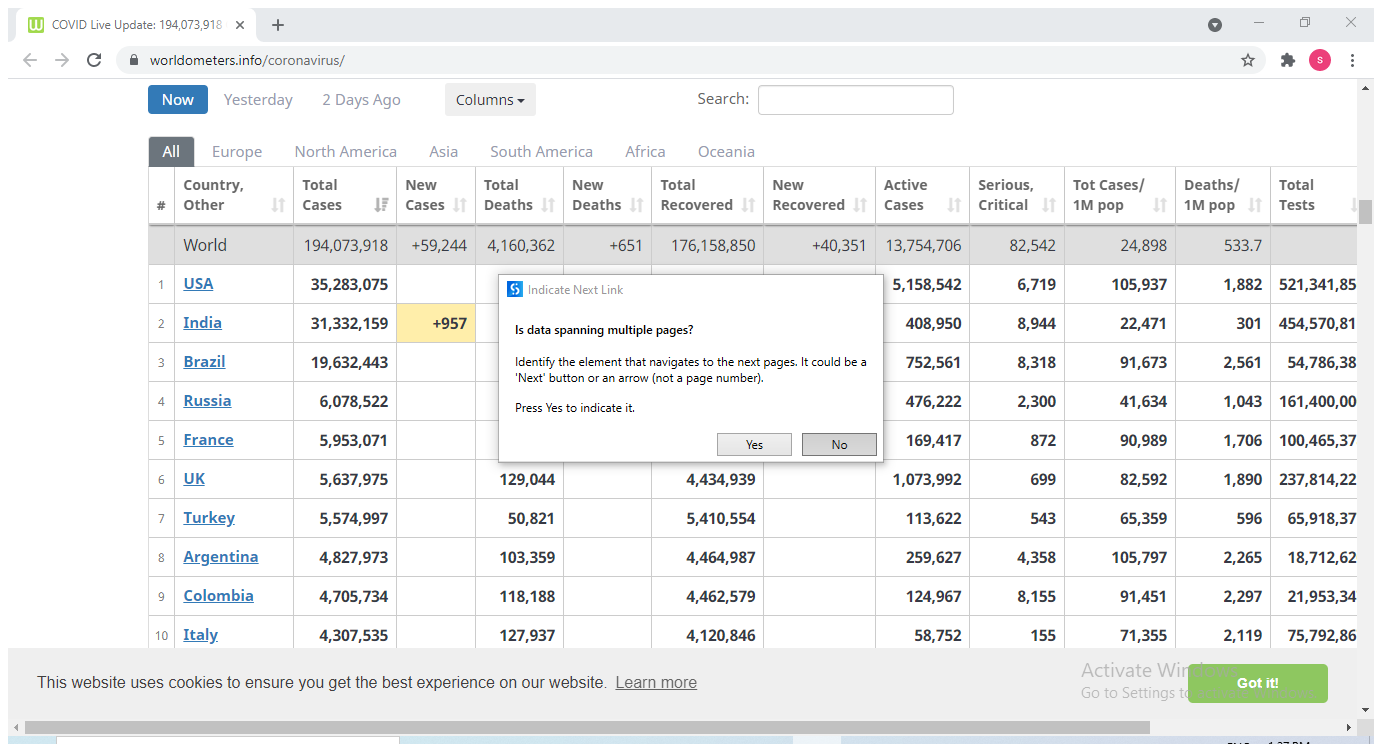 COVID Live Update: 194,073,918
worldometers.info/coronavirus/
S
Now Yesterday 2 Days Ago Columns Search:
All Europe North America Asia South America Africa Oceania
# Country, Other Total Cases New Cases Total Deaths New Deaths Total Recovered New Recovered Active Cases Serious, Critical Tot Cases/ 1M pop Deaths/ 1M pop Total Tests
World 194,073,918 +59,244 4,160,362 +651 176,158,850 +40,351 13,754,706 82,542 24,898 533.7
1 USA 35,283,075 5,158,542 6,719 105,937 1,882 521,341,85
2 India 31,332,159 +957 408,950 8,944 22,471 301 454,570,81
3 Brazil 19,632,443 752,561 8,318 91,673 2,561 54,786,38
4 Russia 6,078,522 476,222 2,300 41,634 1,043 161,400,00
5 France 5,953,071 169,417 872 90,989 1,706 100,465,37
6 UK 5,637,975 129,044 4,434,939 1,073,992 699 82,592 1,890 237,814,22
7 Turkey 5,574,997 50,821 5,410,554 113,622 543 65,359 596 65,918,37
8 Argentina 4,827,973 103,359 4,464,987 259,627 4,358 105,797 2,265 18,712,62
9 Colombia 4,705,734 118,188 4,462,579 124,967 8,155 91,451 2,297 21,953,34
10 Italy 4,307,535 127,937 4,120,846 58,752 155 71,355 2,119 75,792,86
Indicate Next Link
Is data spanning multiple pages?
Identify the element that navigates to the next pages. It could be a
'Next' button or an arrow (not a page number).
Press Yes to indicate it.
Yes No
This website uses cookies to ensure you get the best experience on our website. Learn more
Activate Win
Go to Settings to
Got it!